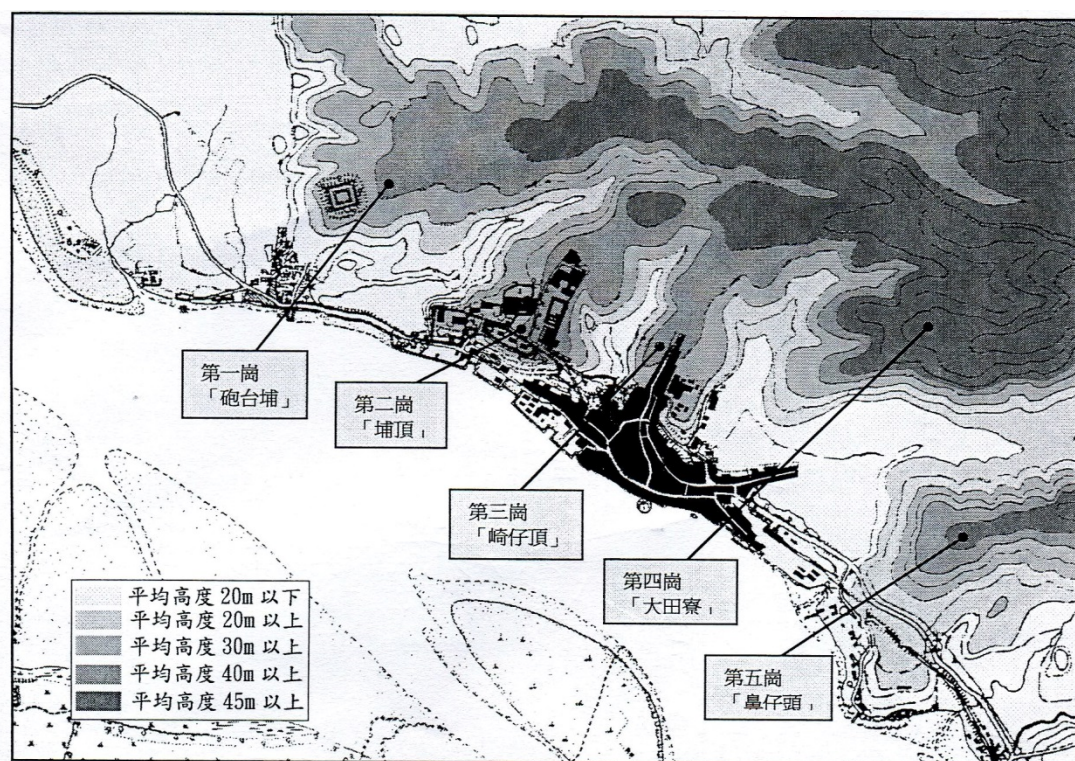 第一崗
「砲台埔」
第二崗
「埔頂」
第三崗
「崎仔頂」
第四崗
「大田寮」
第五崗
「鼻仔頭」
平均高度 20m 以下
平均高度 20m 以上
平均高度 30m 以上
平均高度 40m 以上
平均高度 45m 以上